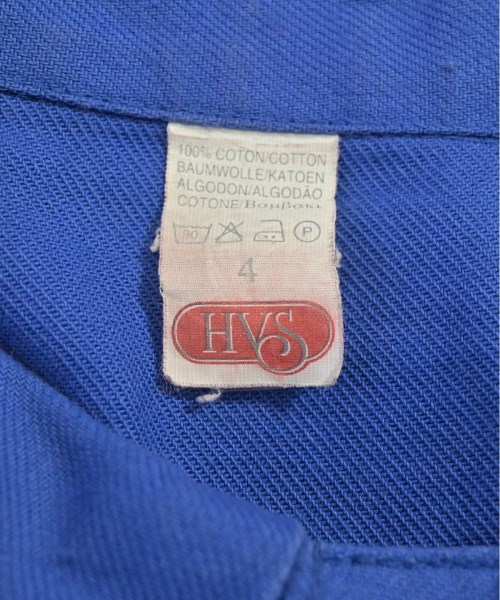 100% COTON/COTTON
BAUMWOLLE/KATOEN
ALGODON/ALGODÃO
COTONE/Βαμβακι
90 P
4
HVS